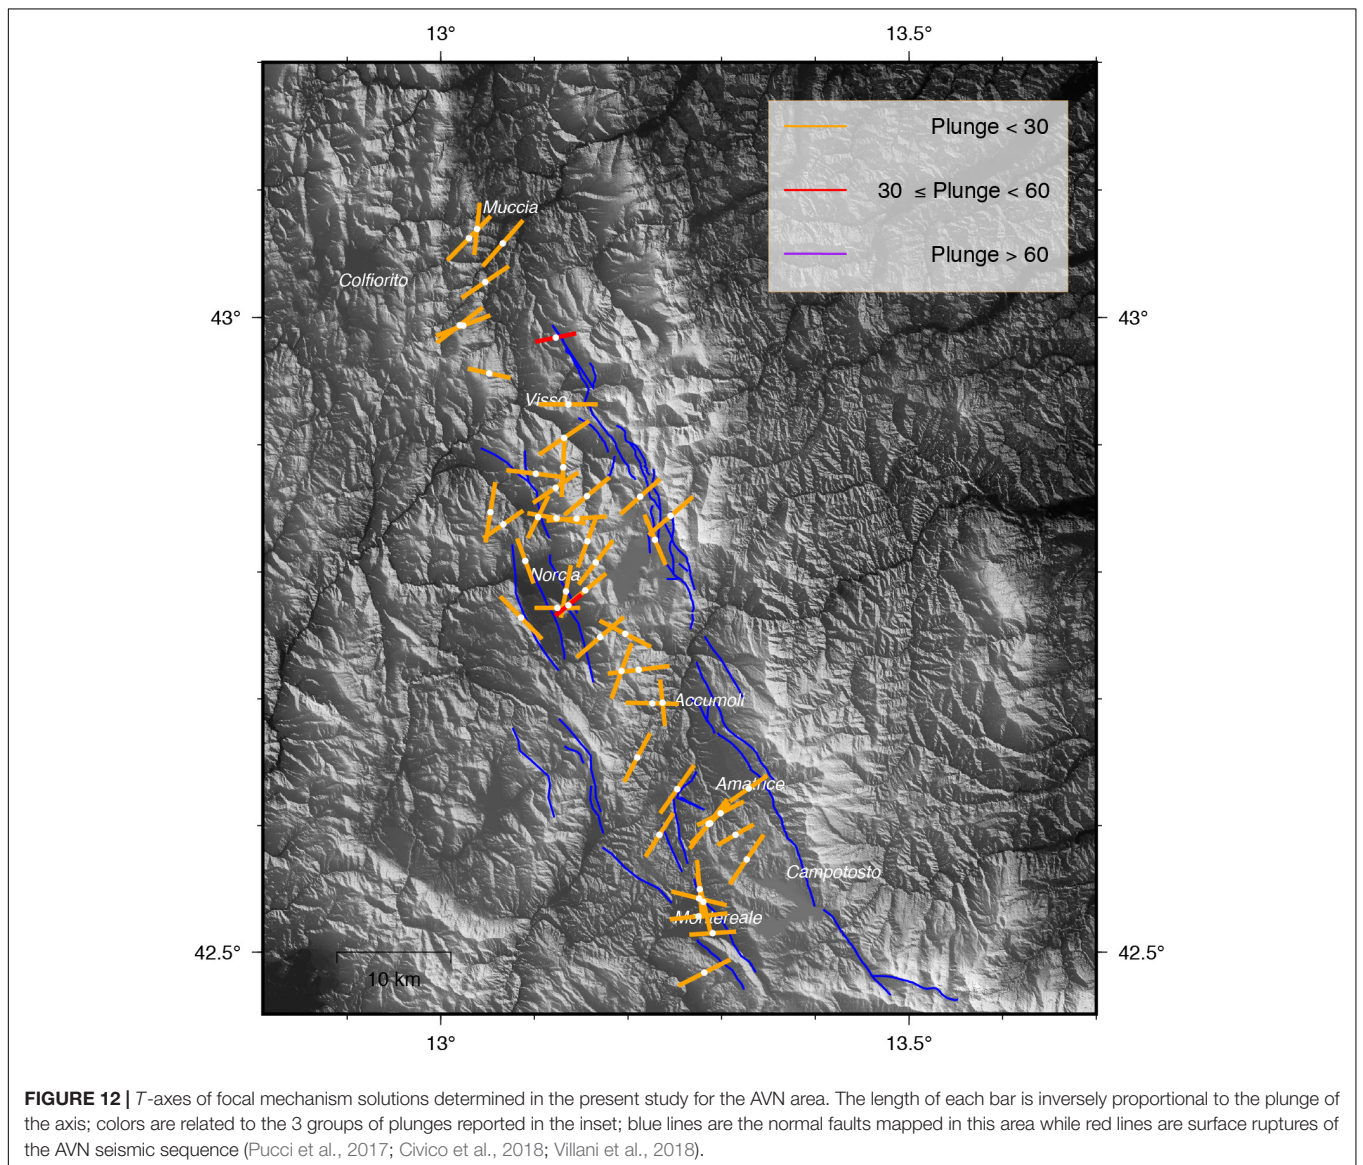 13°
13.5°
Plunge < 30
30 ≤ Plunge < 60
Plunge > 60
Muccia
Colfiorito
43°
43°
Visso
Norcia
Accumoli
Amatrice
Campotosto
Montereale
42.5°
42.5°
10 km
13°
13.5°
FIGURE 12 | T-axes of focal mechanism solutions determined in the present study for the AVN area. The length of each bar is inversely proportional to the plunge of
the axis; colors are related to the 3 groups of plunges reported in the inset; blue lines are the normal faults mapped in this area while red lines are surface ruptures of
the AVN seismic sequence (Pucci et al., 2017; Civico et al., 2018; Villani et al., 2018).